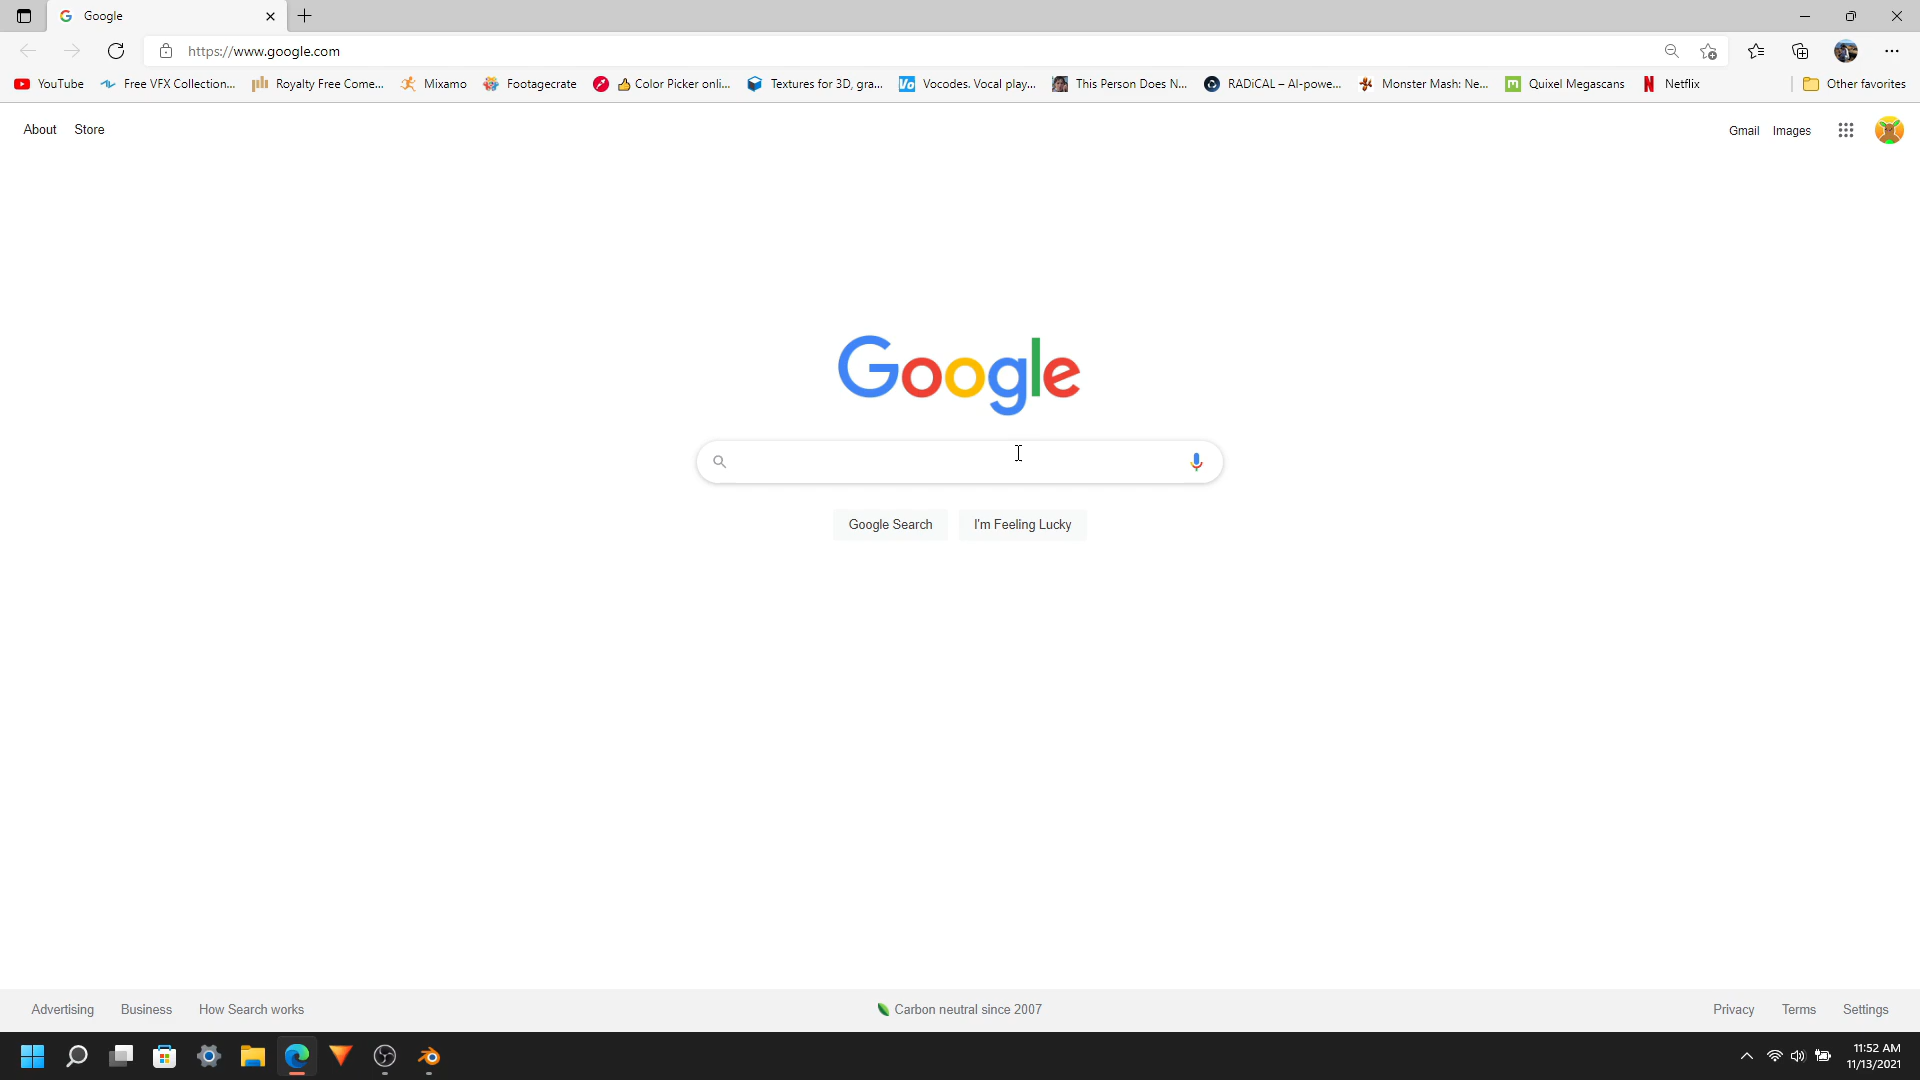 Google
https://www.google.com
YouTube Free VFX Collection... Royalty Free Come... Mixamo Footagecrate Color Picker onli... Textures for 3D, gra... Vocodes. Vocal play... This Person Does N... RADiCAL – AI-powe... Monster Mash: Ne... Quixel Megascans Netflix Other favorites
About Store Gmail Images
Google
Google Search I'm Feeling Lucky
Advertising Business How Search works Carbon neutral since 2007 Privacy Terms Settings
11:52 AM
11/13/2021